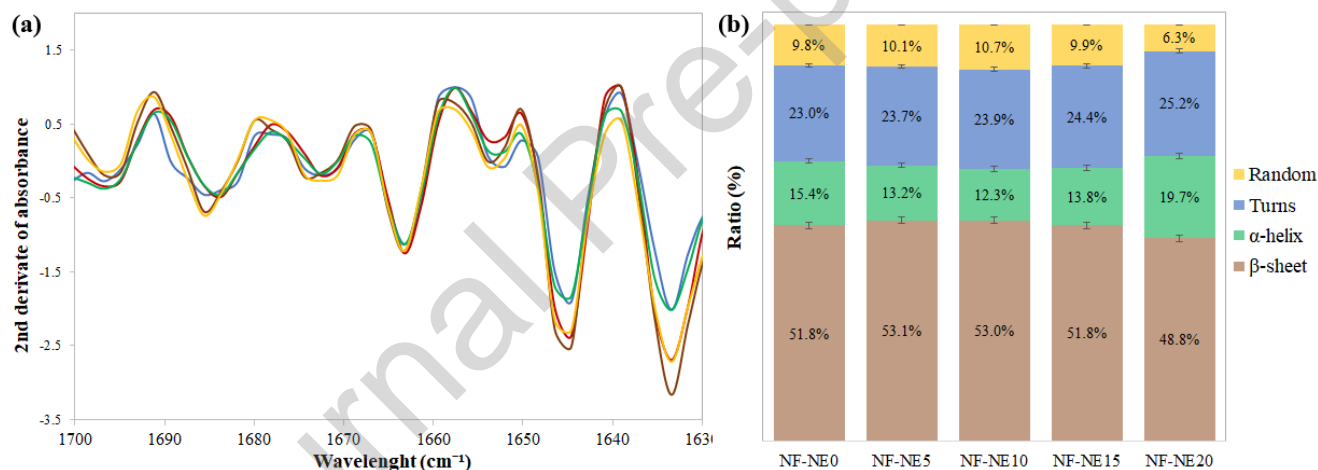 (a)
1.5
0.5
-0.5
-1.5
-2.5
-3.5
2nd derivate of absorbance
1700
1690
1680
1670
1660
1650
1640
1630
Wavelenght (cm⁻¹)
urnal Pre-p
(b)
Ratio (%)
9.8%
10.1%
10.7%
9.9%
6.3%
23.0%
23.7%
23.9%
24.4%
25.2%
15.4%
13.2%
12.3%
13.8%
19.7%
51.8%
53.1%
53.0%
51.8%
48.8%
NF-NE0
NF-NE5
NF-NE10
NF-NE15
NF-NE20
Random
Turns
α-helix
β-sheet